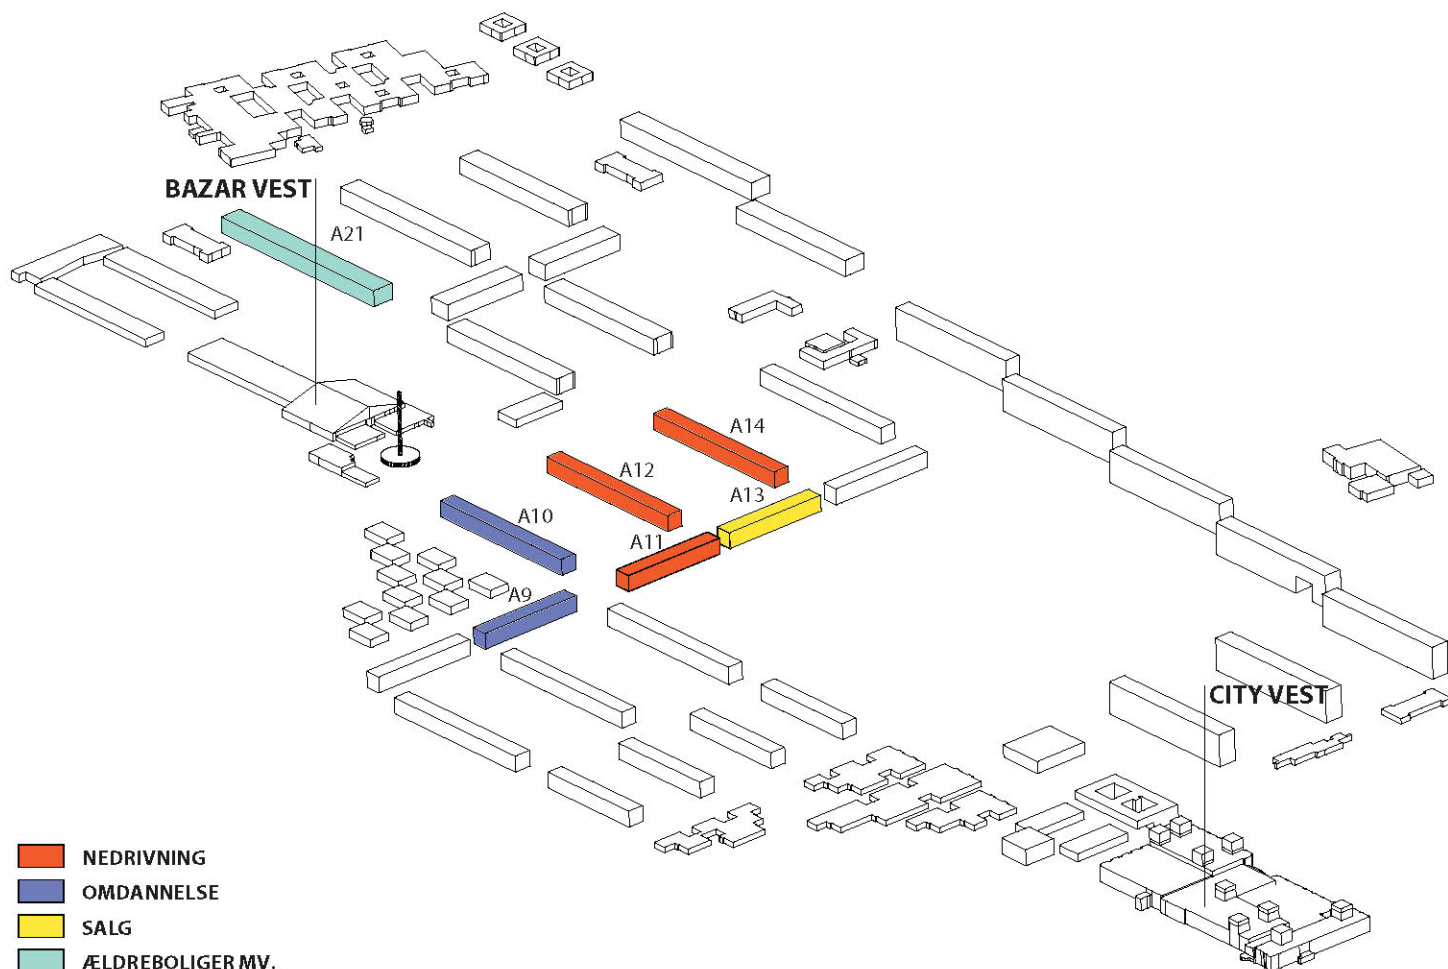 BAZAR VEST
A21
A14
A12
A13
A10
A11
A9
CITY VEST
NEDRIVNING
OMDANNELSE
SALG
ÆLDREBOLIGER MV.